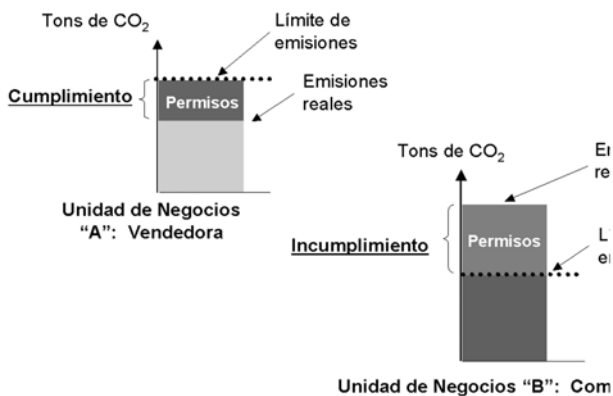 Tons de CO2
Límite de
emisiones
Cumplimiento
Permisos
Emisiones
reales
Unidad de Negocios
“A”: Vendedora
Tons de CO2
Incumplimiento
Permisos
Unidad de Negocios “B”: